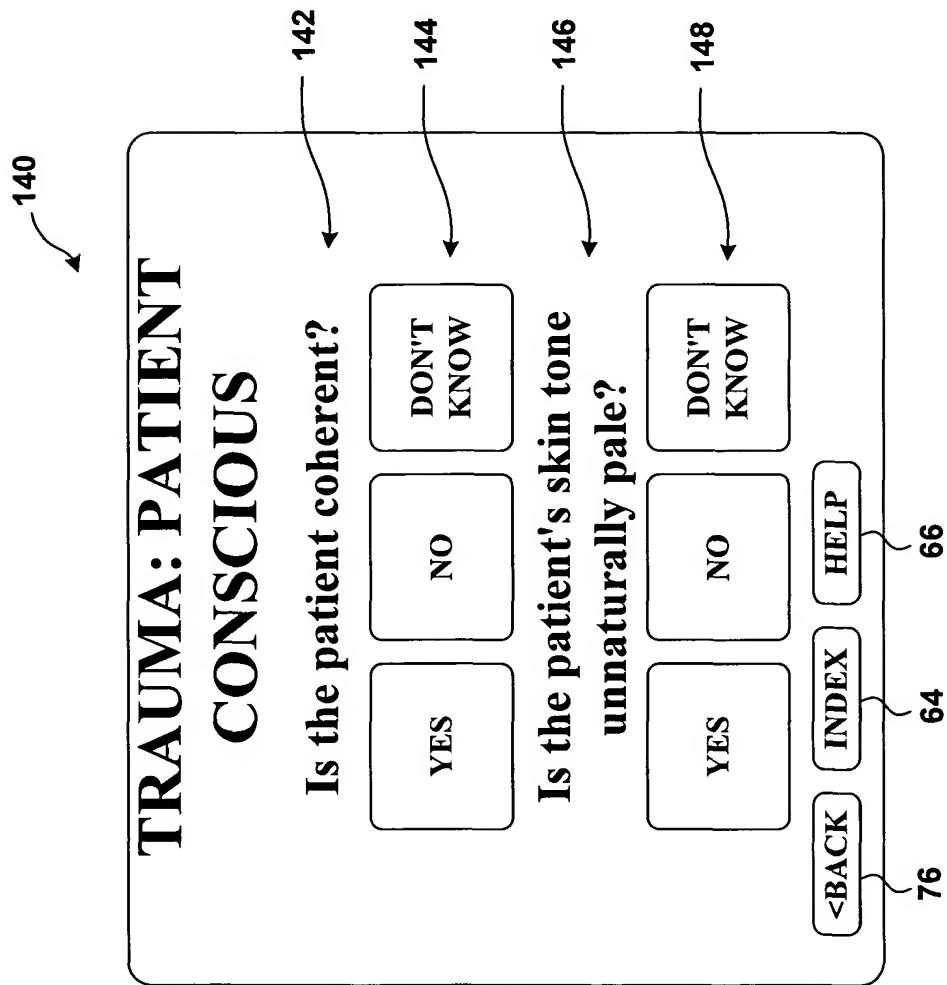 140
TRAUMA: PATIENT
CONSCIOUS
Is the patient coherent?
142
YES
NO
DON'T
KNOW
144
Is the patient's skin tone
unnaturally pale?
146
YES
NO
DON'T
KNOW
148
<BACK
INDEX
HELP
76
64
66